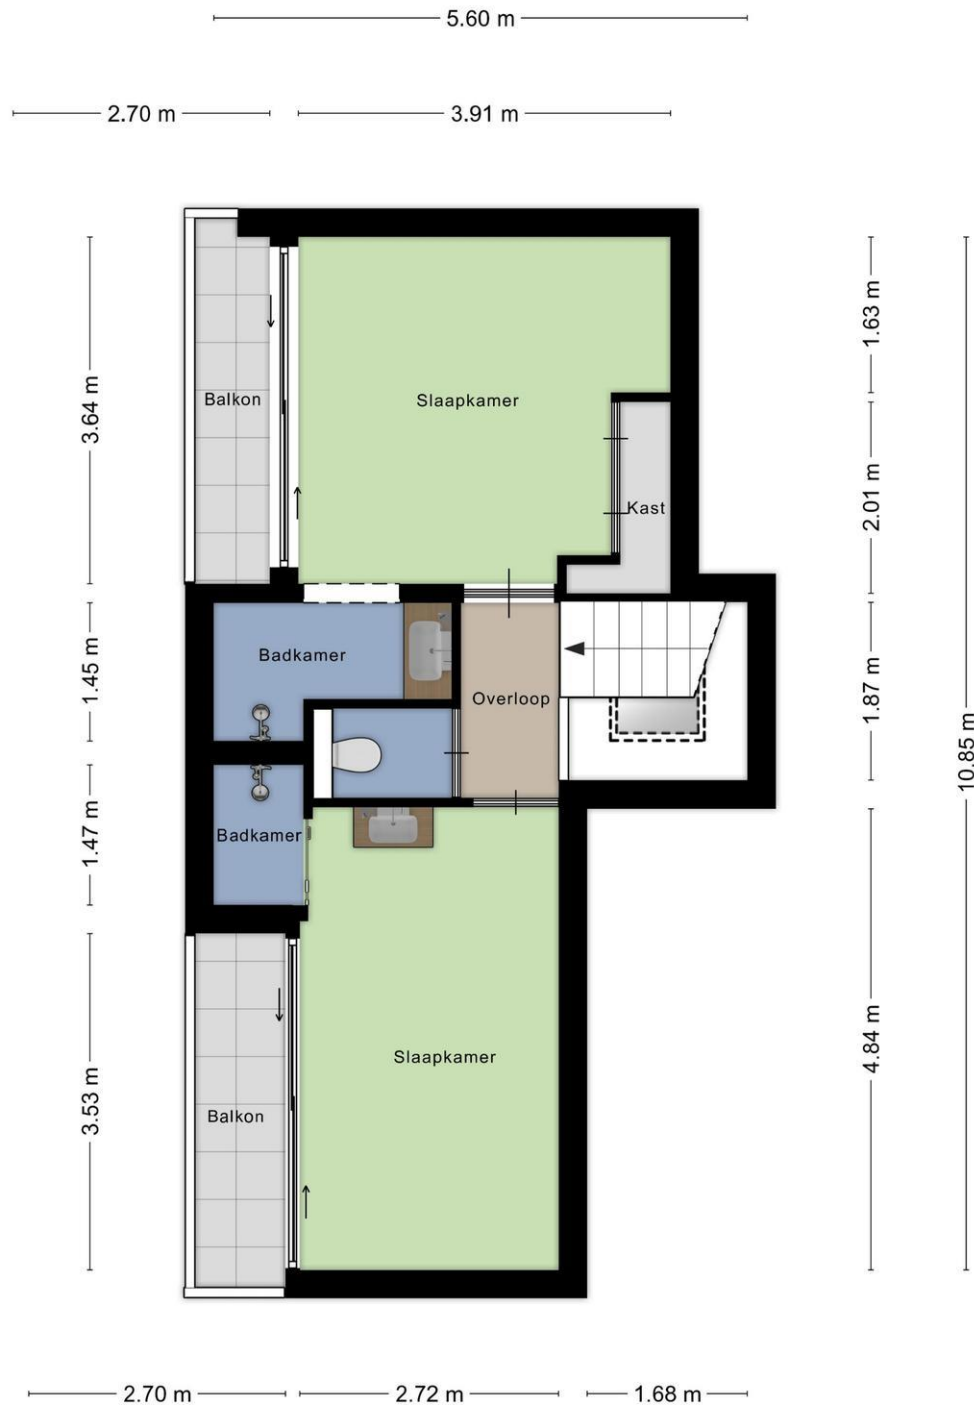 5.60 m
2.70 m
3.91 m
3.64 m
1.63 m
Balkon
Slaapkamer
2.01 m
Kast
1.45 m
Badkamer
Overloop
1.87 m
10.85 m
1.47 m
Badkamer
4.84 m
Slaapkamer
3.53 m
Balkon
2.70 m
2.72 m
1.68 m